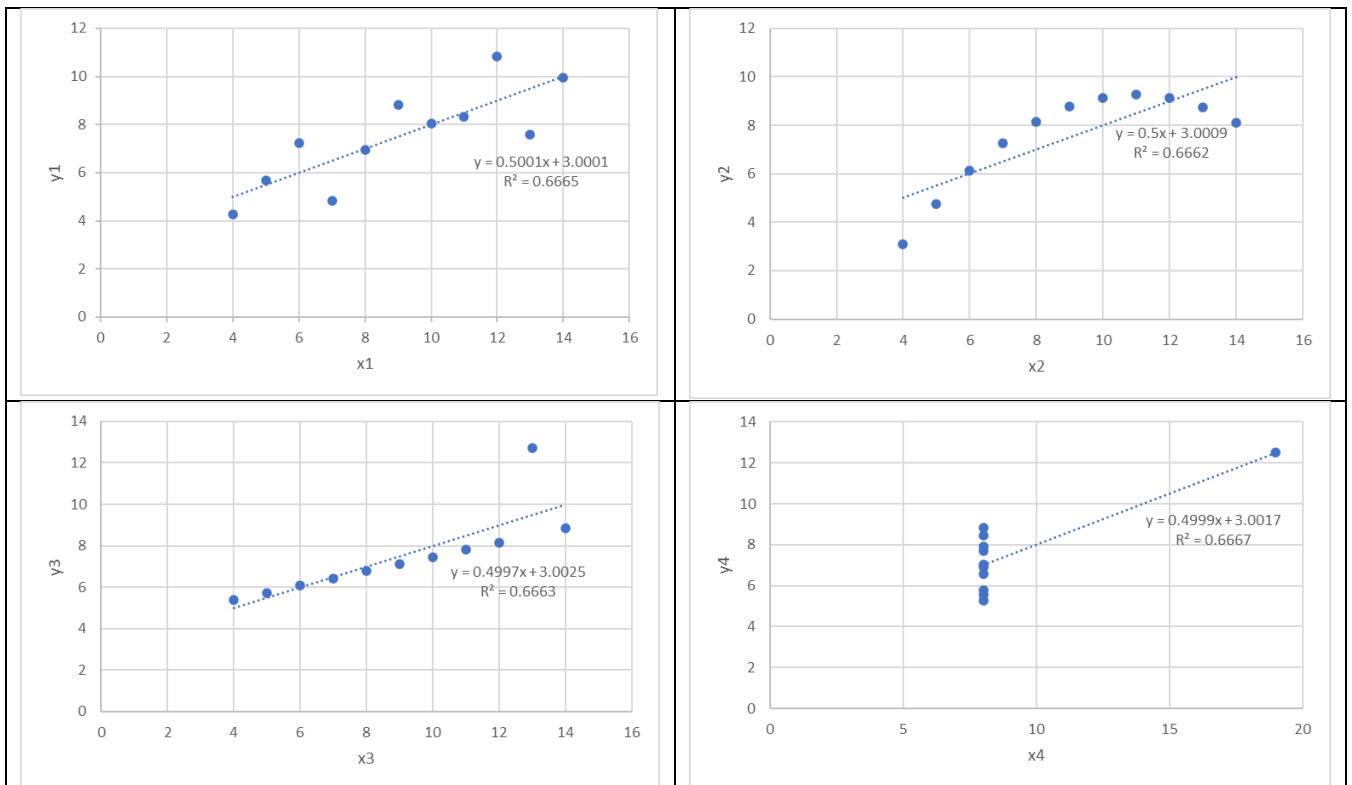 12
10
8
6
4
2
0
y1
y = 0.5001x + 3.0001
R² = 0.6665
0 2 4 6 8 10 12 14 16
x1
12
10
8
6
4
2
0
y2
y = 0.5x + 3.0009
R² = 0.6662
0 2 4 6 8 10 12 14 16
x2
14
12
10
8
6
4
2
0
y3
y = 0.4997x + 3.0025
R² = 0.6663
0 2 4 6 8 10 12 14 16
x3
14
12
10
8
6
4
2
0
y4
y = 0.4999x + 3.0017
R² = 0.6667
0 5 10 15 20
x4